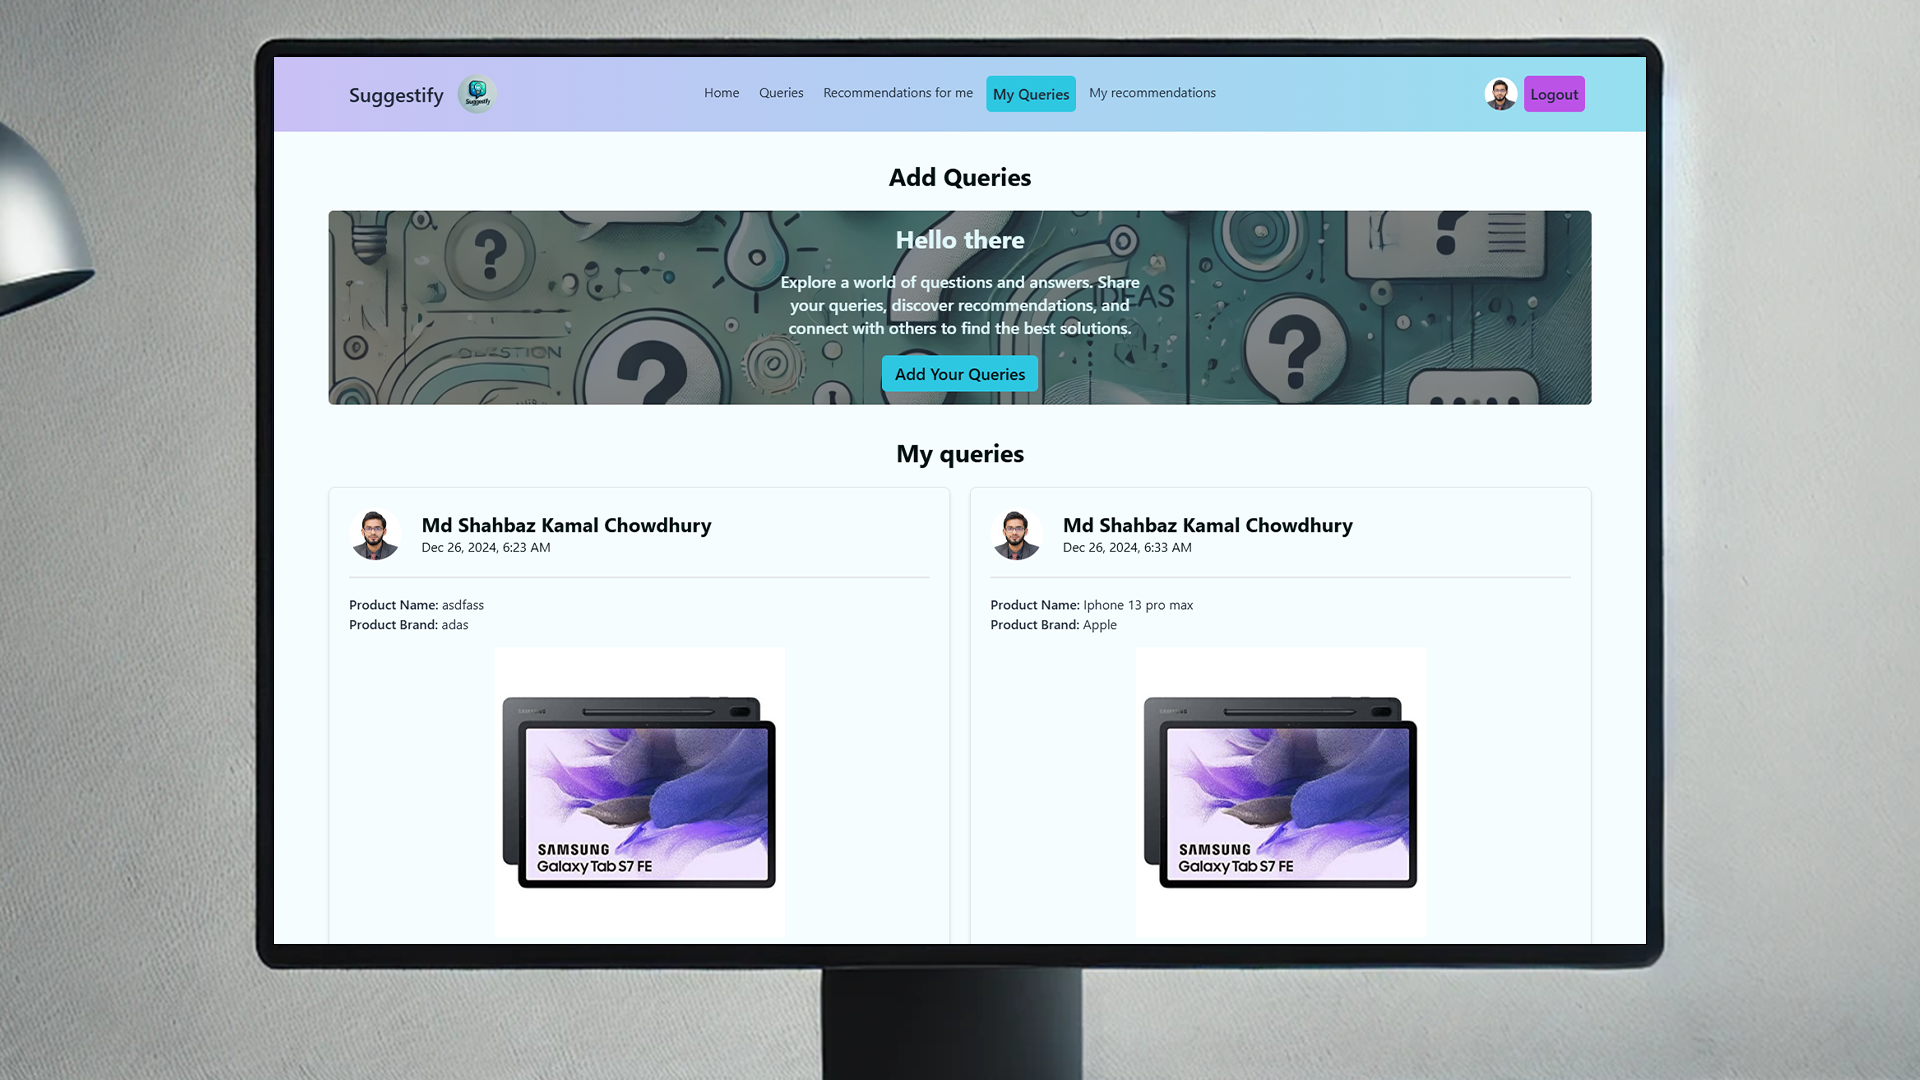 Suggestify
Suggestify
Home
Queries
Recommendations for me
My Queries
My recommendations
Logout
Add Queries
Hello there
Explore a world of questions and answers. Share
your queries, discover recommendations, and
connect with others to find the best solutions.
IDEAS
Add Your Queries
My queries
Md Shahbaz Kamal Chowdhury
Dec 26, 2024, 6:23 AM
Product Name: asdfass
Product Brand: adas
SAMSUNG
SAMSUNG
Galaxy Tab S7 FE
Md Shahbaz Kamal Chowdhury
Dec 26, 2024, 6:33 AM
Product Name: Iphone 13 pro max
Product Brand: Apple
SAMSUNG
SAMSUNG
Galaxy Tab S7 FE